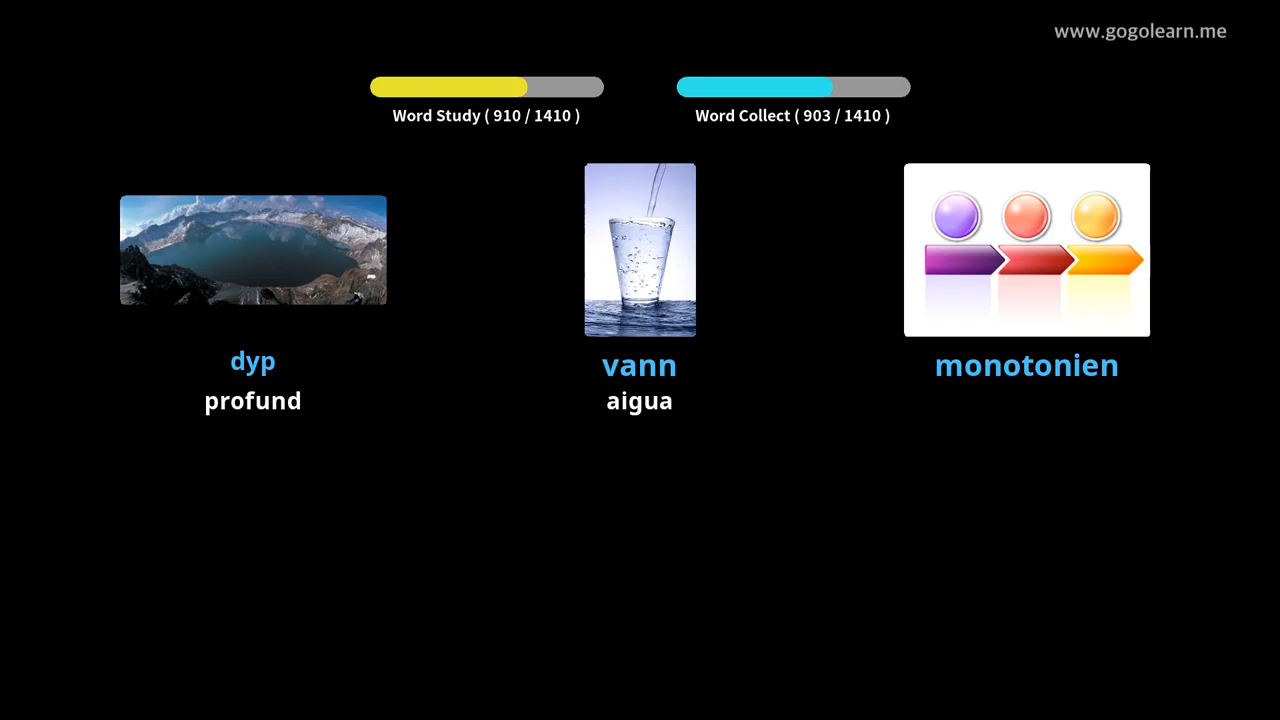 www.gogolearn.me
Word Study ( 910 / 1410 )
Word Collect ( 903 / 1410 )
dyp
profund
vann
aigua
monotonien